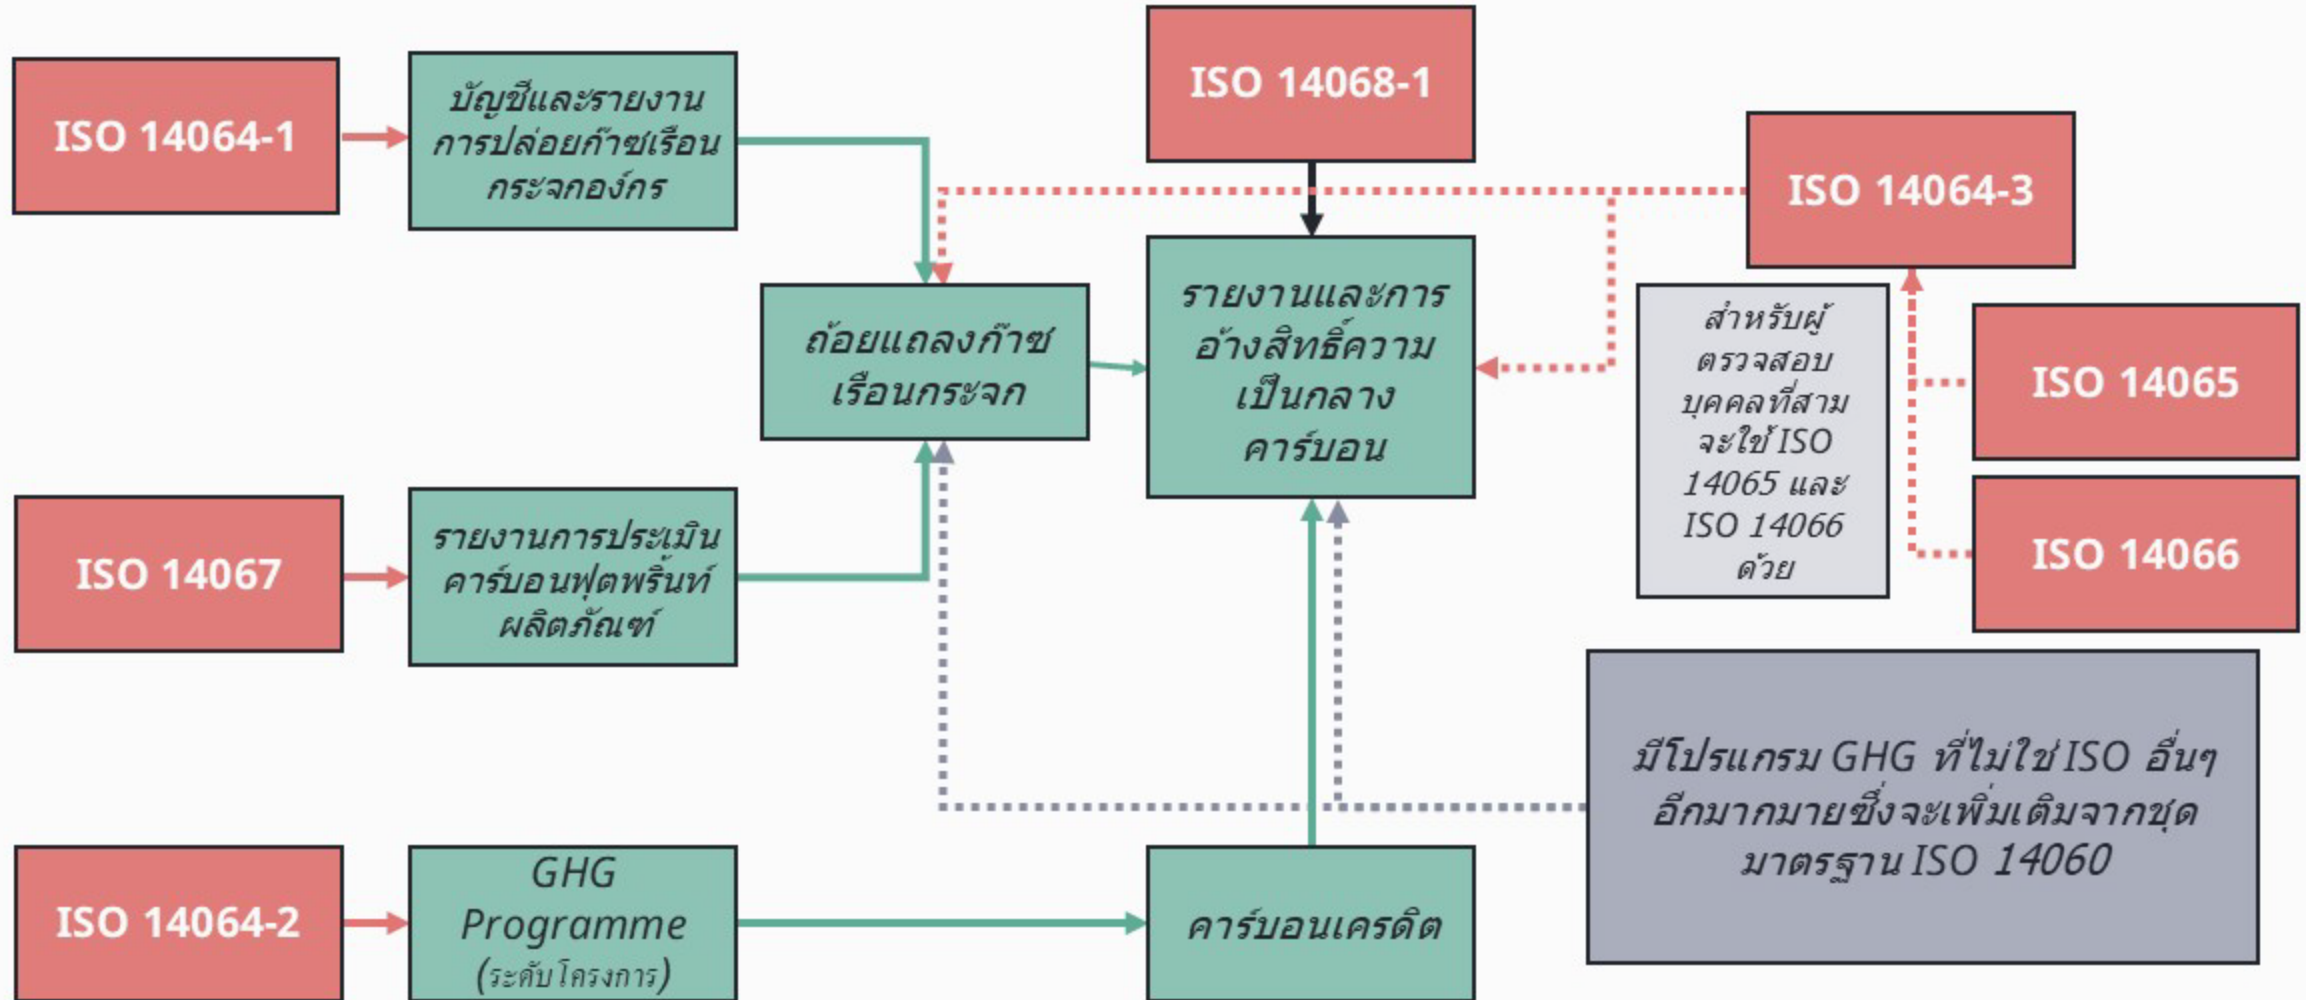 ISO 14064-1
บัญชีและรายงาน
การปล่อยก๊าซเรือน
กระจกองก์กร
ISO 14068-1
ISO 14064-3
ถ้อยแถลงก๊าซ
เรือนกระจก
รายงานและการ
อ้างสิทธิ์ความ
เป็นกลาง
คาร์บอน
สำหรับผู้
ตรวจสอบ
บุคคลที่สาม
จะใช้ ISO
14065 และ
ISO 14066
ด้วย
ISO 14065
ISO 14066
ISO 14067
รายงานการประเมิน
คาร์บอนฟุตพริ้นท์
ผลิตภัณฑ์
มีโปรแกรม GHG ที่ไม่ใช่ ISO อื่นๆ
อีกมากมายซึ่งจะเพิ่มเติมจากชุด
มาตรฐาน ISO 14060
ISO 14064-2
GHG
Programme
(ระดับโครงการ)
คาร์บอนเครดิต